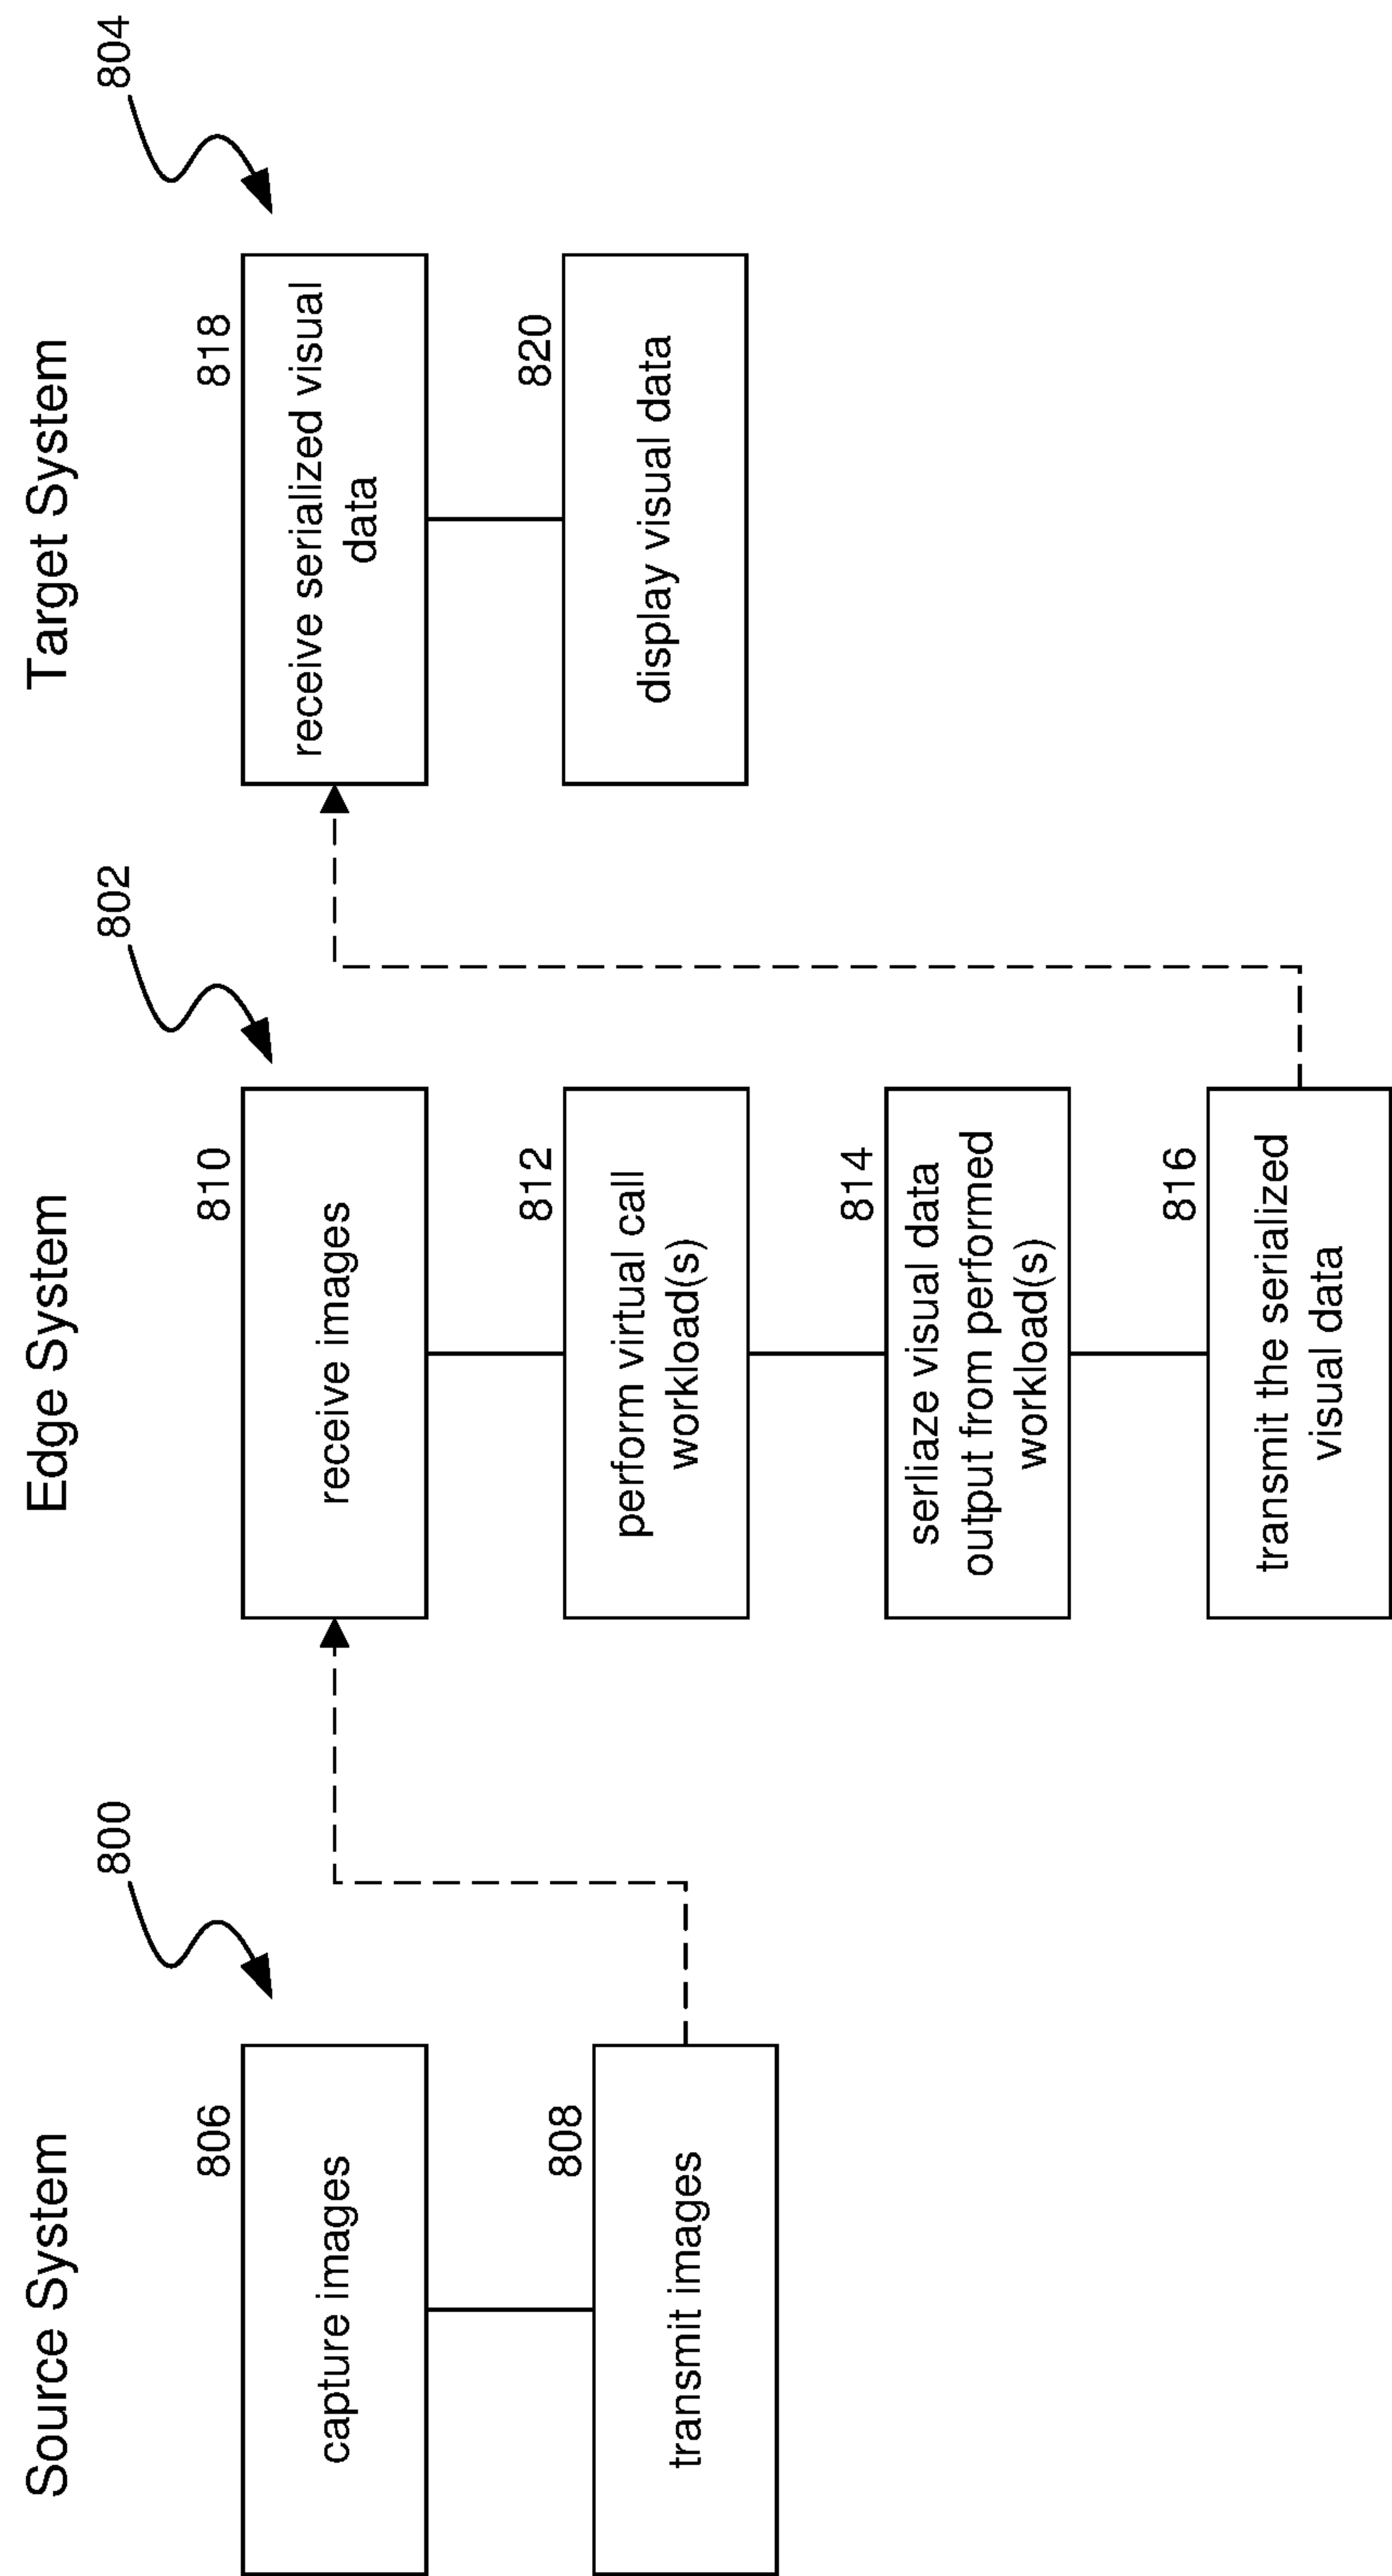 Source System
800
806
capture images
808
transmit images
Edge System
802
810
receive images
812
perform virtual call
workload(s)
814
serliaze visual data
output from performed
workload(s)
816
transmit the serialized
visual data
Target System
804
818
receive serialized visual
data
820
display visual data